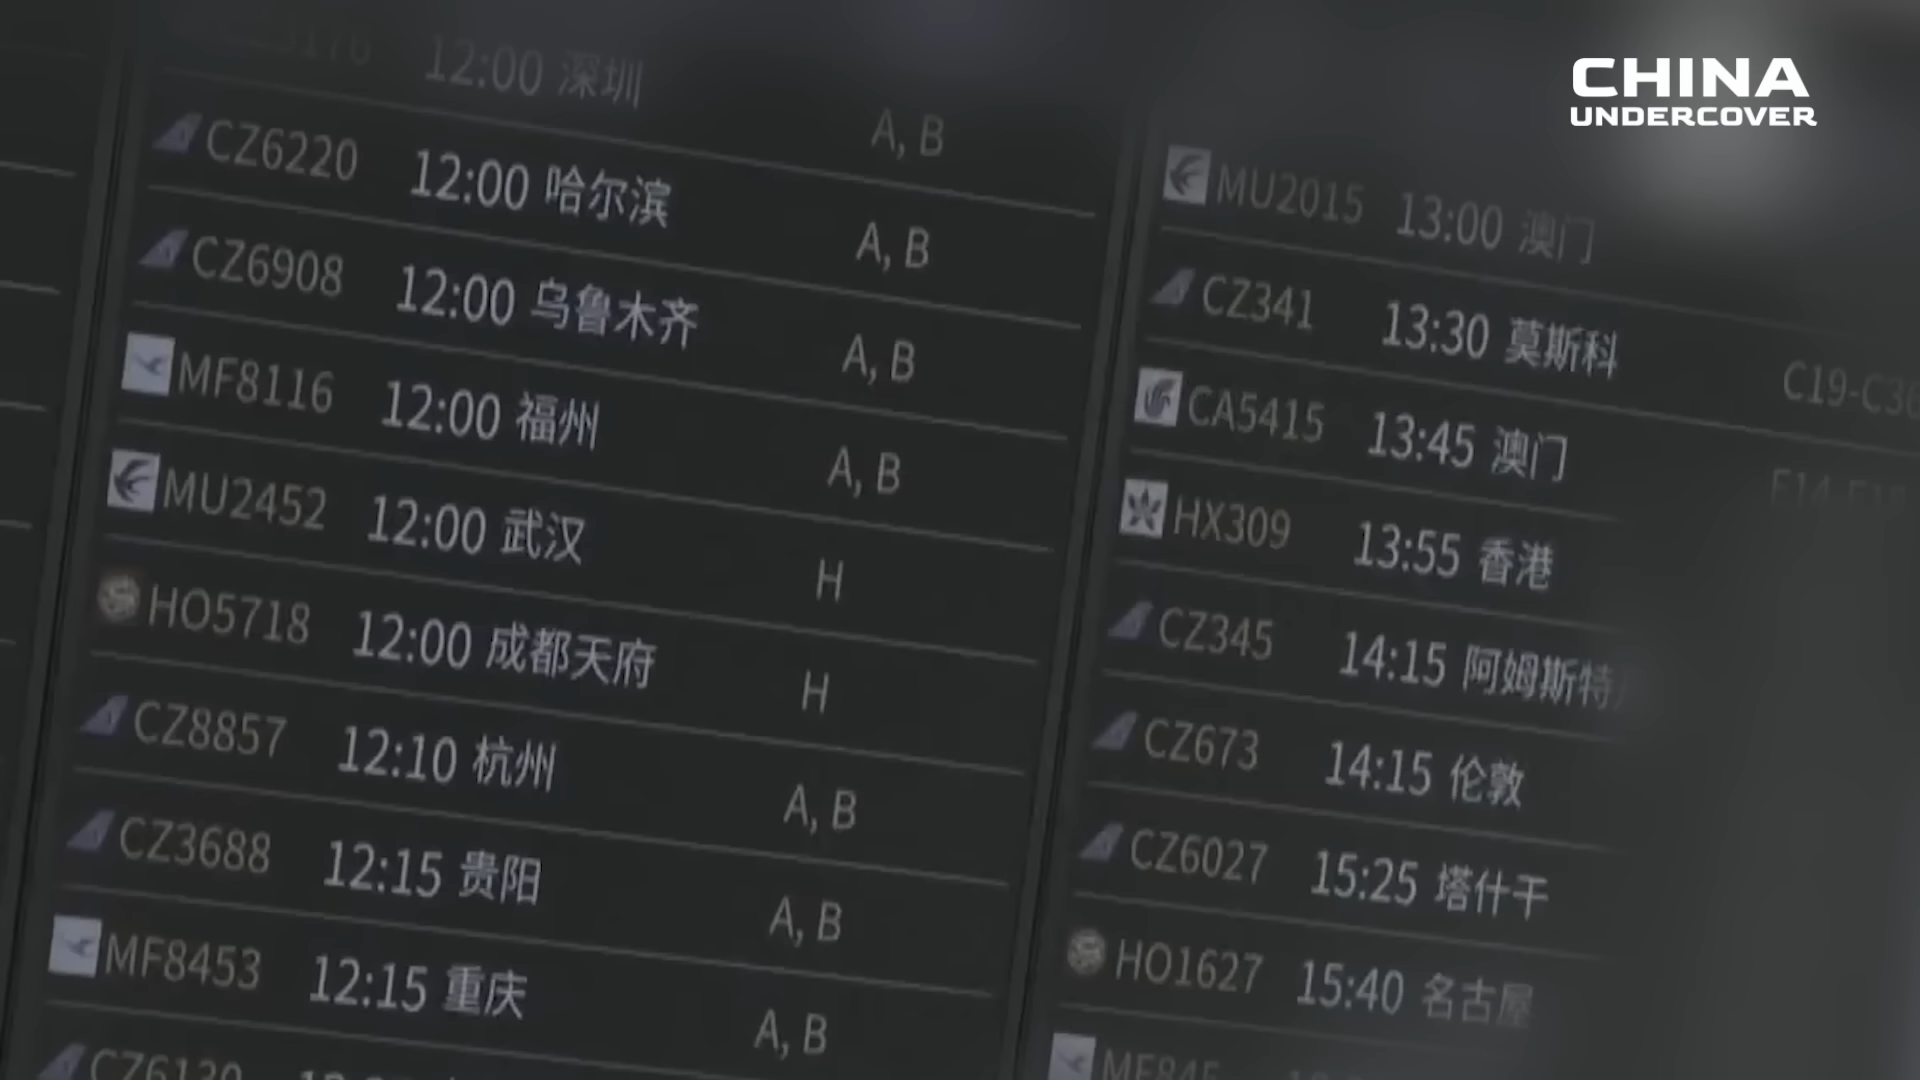 CHINA
UNDERCOVER
12:00 深圳 A, B
CZ6220 12:00 哈尔滨 A, B
CZ6908 12:00 乌鲁木齐 A, B
MF8116 12:00 福州 A, B
MU2452 12:00 武汉 H
HO5718 12:00 成都天府 H
CZ8857 12:10 杭州 A, B
CZ3688 12:15 贵阳 A, B
MF8453 12:15 重庆 A, B
CZ6130
MU2015 13:00 澳门
CZ341 13:30 莫斯科
CA5415 13:45 澳门
HX309 13:55 香港
CZ345 14:15 阿姆斯特
CZ673 14:15 伦敦
CZ6027 15:25 塔什干
HO1627 15:40 名古屋